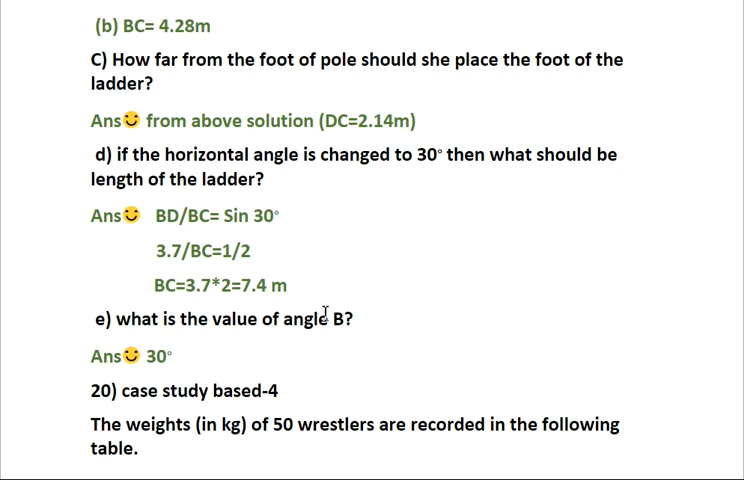 (b) BC= 4.28m
C) How far from the foot of pole should she place the foot of the
ladder?
Ans😊 from above solution (DC=2.14m)
d) if the horizontal angle is changed to 30° then what should be
length of the ladder?
Ans😊 BD/BC= Sin 30°
3.7/BC=1/2
BC=3.7*2=7.4 m
e) what is the value of angle B?
Ans😊 30°
20) case study based-4
The weights (in kg) of 50 wrestlers are recorded in the following
table.